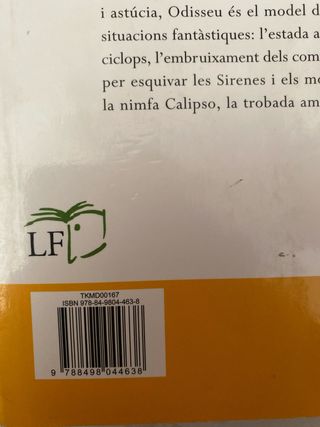 i astúcia, Odisseu és el model d
situacions fantàstiques: l'estada a
ciclops, l'embruixament dels com
per esquivar les Sirenes i els mo
la nimfa Calipso, la trobada am
LF
TKMD00167
ISBN 978-84-9804-463-8
9 788498 044638